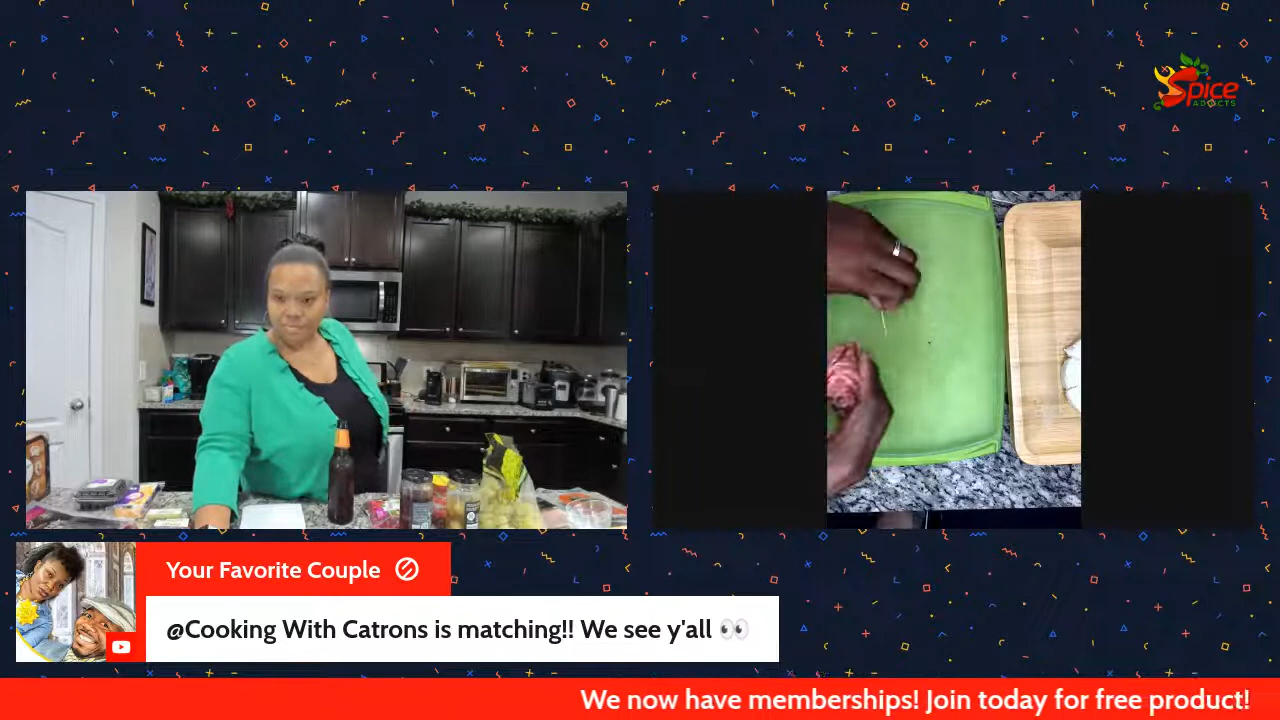 Spice
ADDICTS
Your Favorite Couple
@Cooking With Catrons is matching!! We see y'all 👀
We now have memberships! Join today for free product!